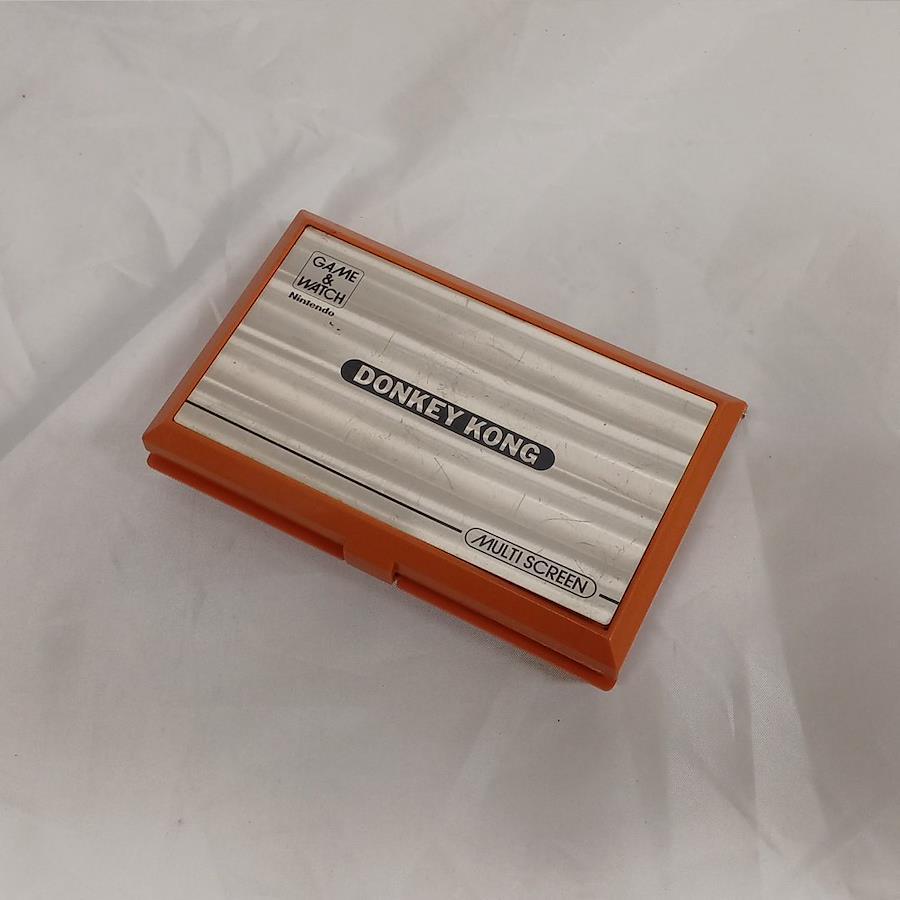 GAME
&
WATCH
Nintendo
DONKEY KONG
MULTI SCREEN